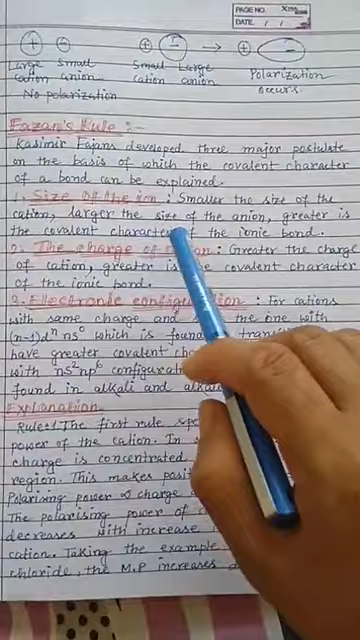 PAGE NO.
DATE / /
+ - + - → + -
Large Small Small Large Polarization
cation anion cation anion occurs
No polarization
Fazan's Rule :-
Kasimir Fajans developed three major postulate
on the basis of which the covalent character
of a bond can be explained.
1. Size of the ion : Smaller the size of the
cation, larger the size of the anion, greater is
the covalent character of the ionic bond.
2. The charge of : Greater the charge
of cation, greater is the covalent character
of the ionic bond.
3. Electronic configuration : For cations
with same charge and the one with
(n-1)dⁿ ns⁰ which is found
have greater covalent
with ns²np⁶
found in alkali and
Explanation
Rule:1 The first rule
power of the cation. In
charge is concentrated
region. This makes
Polarising power ∝ charge
The polarising power of
decreases with increase
cation. Taking the example
chloride, the M.P increases